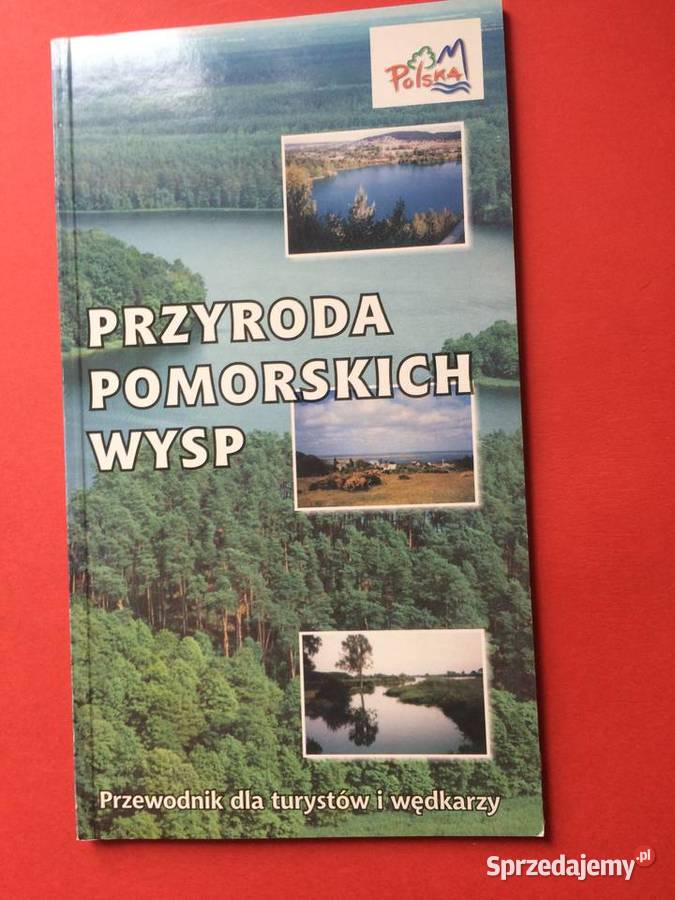 Polska
PRZYRODA
POMORSKICH
WYSP
Przewodnik dla turystów i wędkarzy
Sprzedajemy.pl